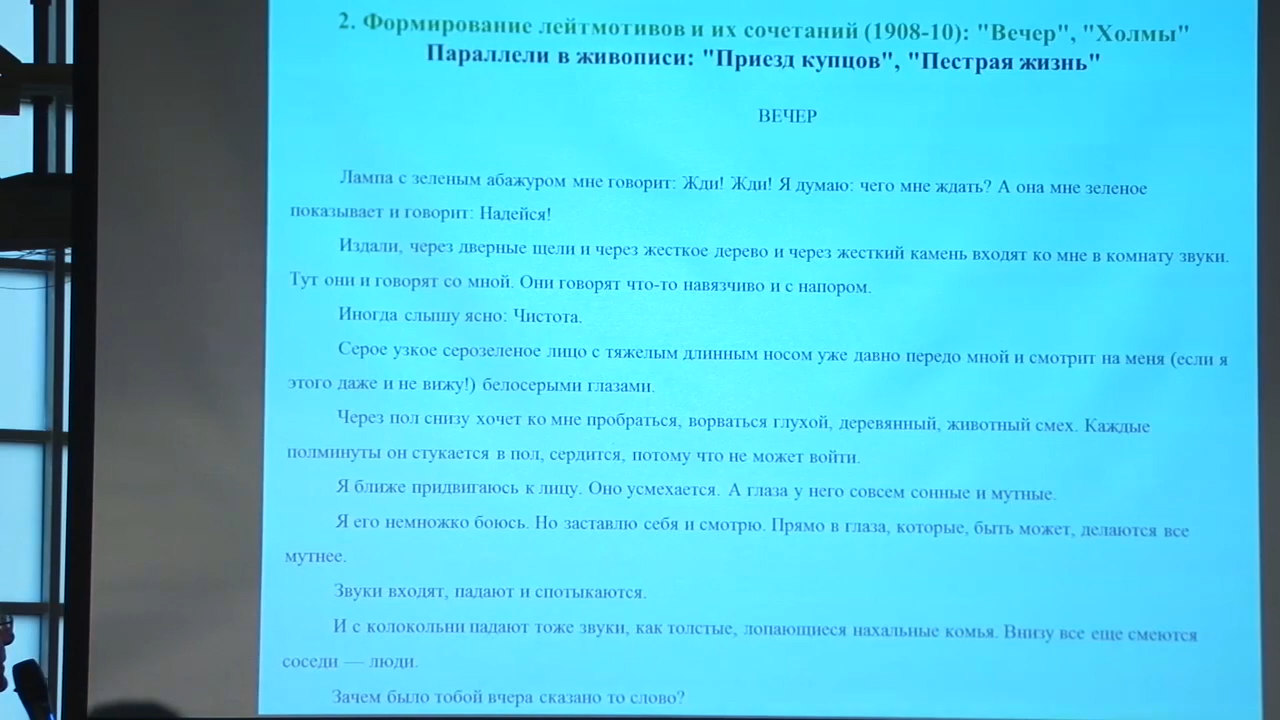 2. Формирование лейтмотивов и их сочетаний (1908-10): "Вечер", "Холмы"
Параллели в живописи: "Приезд купцов", "Пестрая жизнь"
ВЕЧЕР
Лампа с зеленым абажуром мне говорит: Жди! Жди! Я думаю: чего мне ждать? А она мне зеленое
показывает и говорит: Надейся!
Издали, через дверные щели и через жесткое дерево и через жесткий камень входят ко мне в комнату звуки.
Тут они и говорят со мной. Они говорят что-то навязчиво и с напором.
Иногда слышу ясно: Чистота.
Серое узкое серозеленое лицо с тяжелым длинным носом уже давно передо мной и смотрит на меня (если я
этого даже и не вижу!) белосерыми глазами.
Через пол снизу хочет ко мне пробраться, ворваться глухой, деревянный, животный смех. Каждые
полминуты он стукается в пол, сердится, потому что не может войти.
Я ближе придвигаюсь к лицу. Оно усмехается. А глаза у него совсем сонные и мутные.
Я его немножко боюсь. Но заставлю себя и смотрю. Прямо в глаза, которые, быть может, делаются все
мутнее.
Звуки входят, падают и спотыкаются.
И с колокольни падают тоже звуки, как толстые, лопающиеся нахальные комья. Внизу все еще смеются
соседи — люди.
Зачем было тобой вчера сказано то слово?